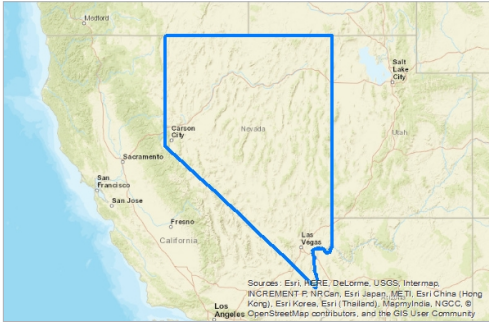 Medford
Salt
Lake
City
Carson
City
Nevada
Utah
Sacramento
San
Francisco
San Jose
Fresno
California
Las
Vegas
Los
Angeles
Sources: Esri, HERE, DeLorme, USGS, Intermap,
INCREMENT P, NRCan, Esri Japan, METI, Esri China (Hong
Kong), Esri Korea, Esri (Thailand), MapmyIndia, NGCC, ©
OpenStreetMap contributors, and the GIS User Community